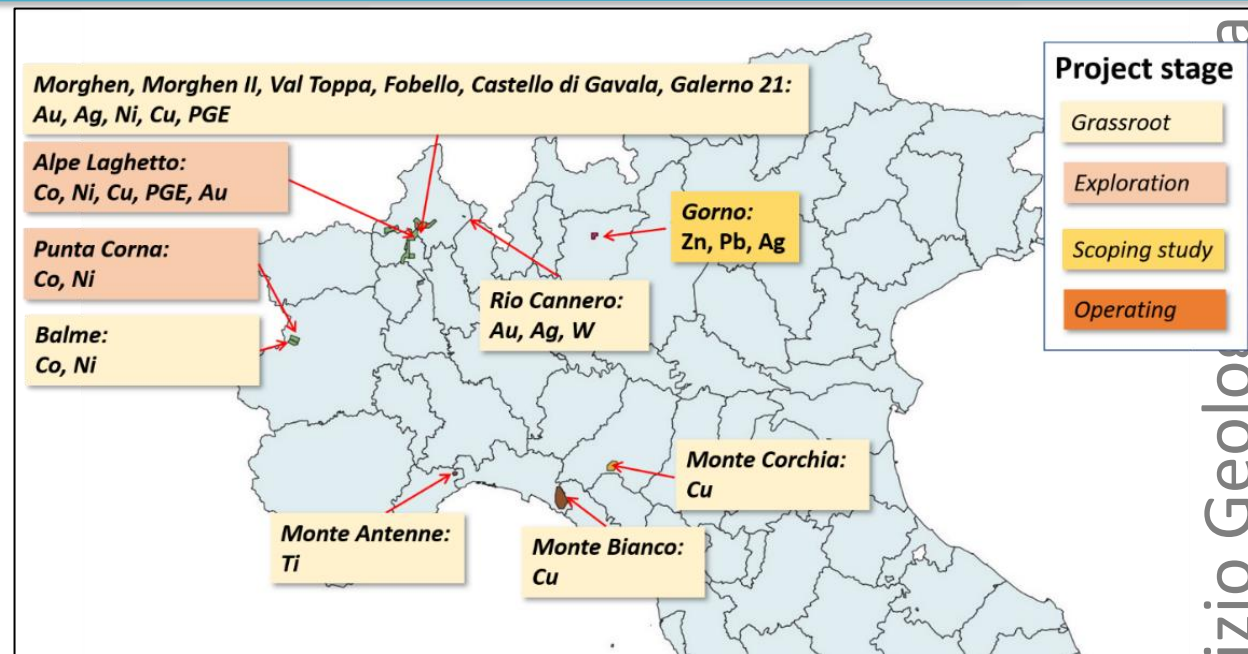 Morghen, Morghen II, Val Toppa, Fobello, Castello di Gavala, Galerno 21:
Au, Ag, Ni, Cu, PGE
Alpe Laghetto:
Co, Ni, Cu, PGE, Au
Punta Corna:
Co, Ni
Balme:
Co, Ni
Rio Cannero:
Au, Ag, W
Gorno:
Zn, Pb, Ag
Monte Corchia:
Cu
Monte Antenne:
Ti
Monte Bianco:
Cu
Project stage
Grassroot
Exploration
Scoping study
Operating
izio Geolog